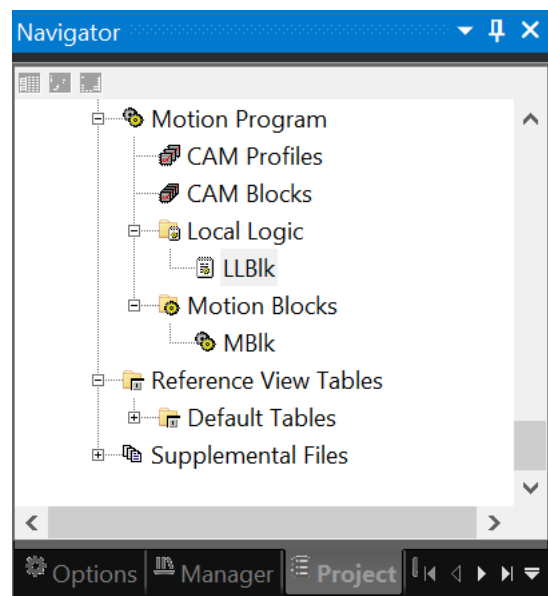 Navigator
Motion Program
CAM Profiles
CAM Blocks
Local Logic
LLBlk
Motion Blocks
MBlk
Reference View Tables
Default Tables
Supplemental Files
Options Manager Project